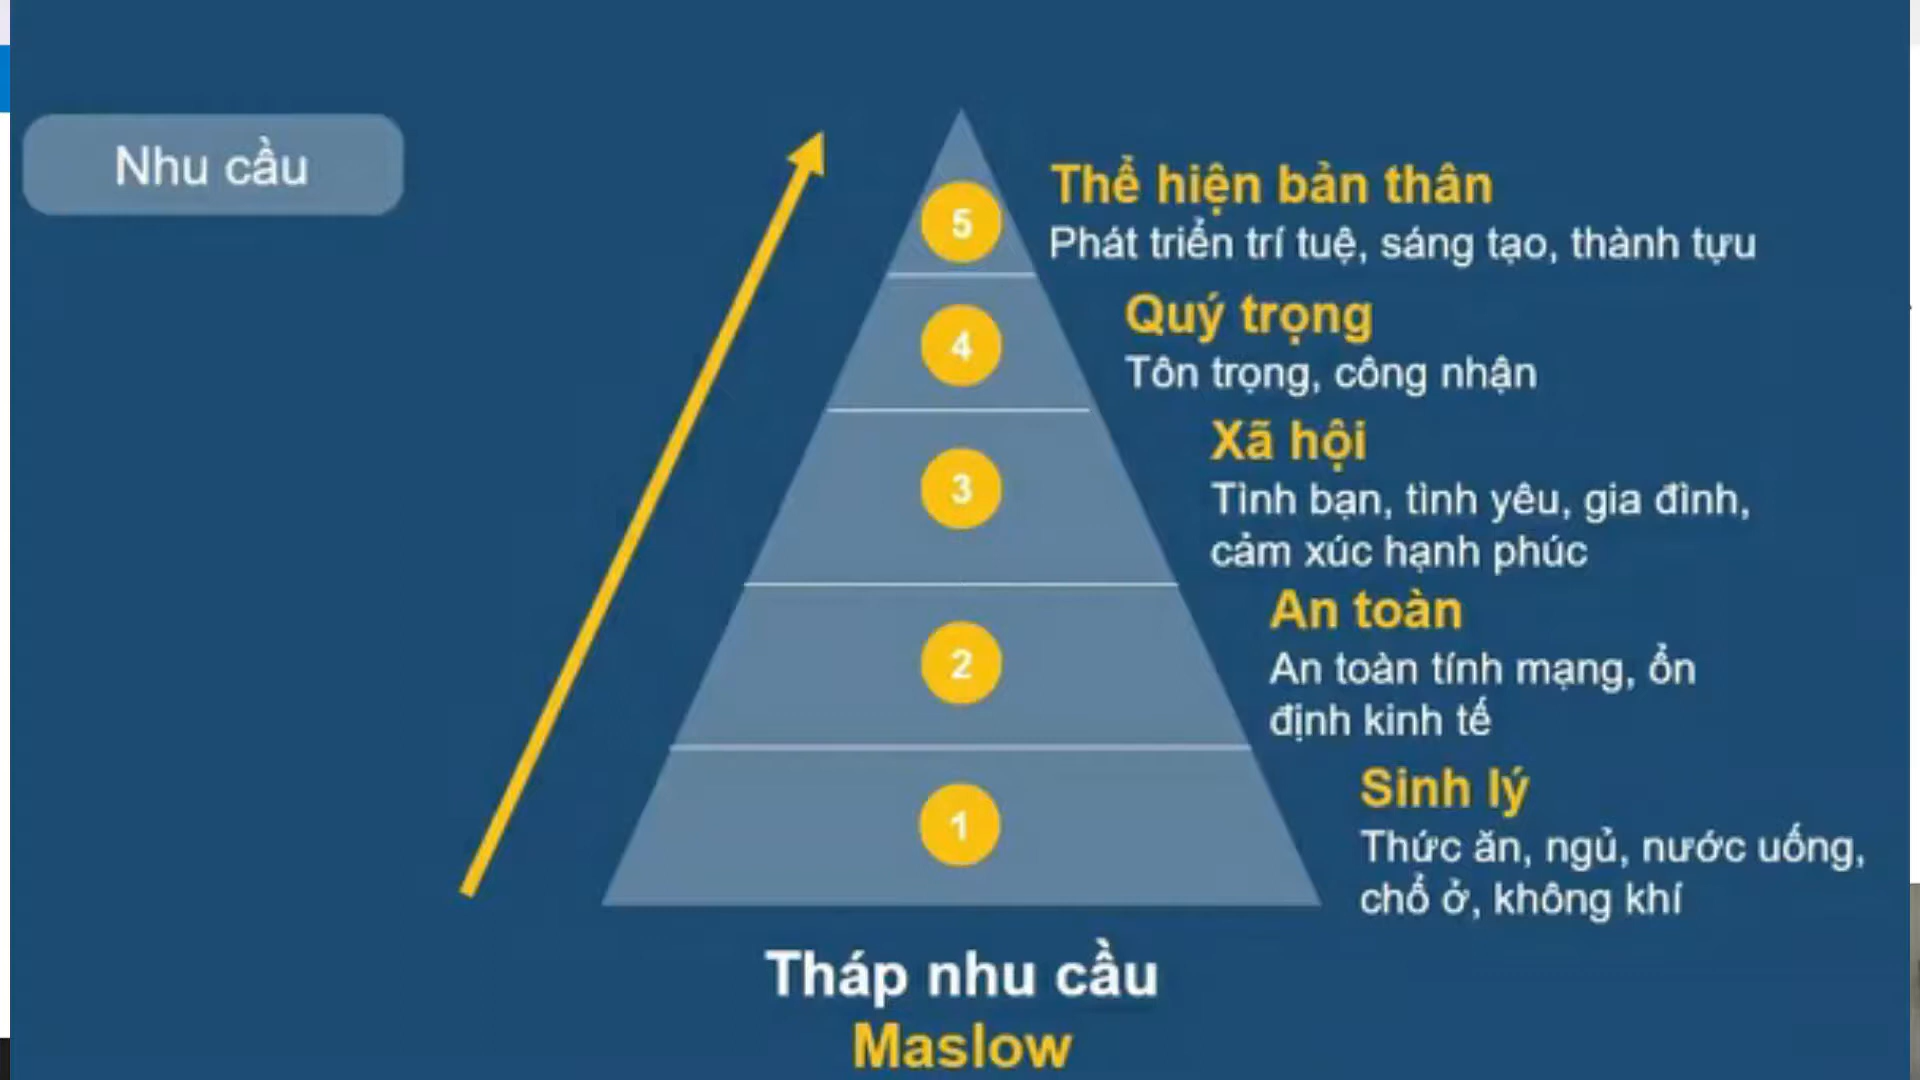 Nhu cầu
5
Thể hiện bản thân
Phát triển trí tuệ, sáng tạo, thành tựu
4
Quý trọng
Tôn trọng, công nhận
3
Xã hội
Tình bạn, tình yêu, gia đình,
cảm xúc hạnh phúc
2
An toàn
An toàn tính mạng, ổn
định kinh tế
1
Sinh lý
Thức ăn, ngủ, nước uống,
chổ ở, không khí
Tháp nhu cầu
Maslow